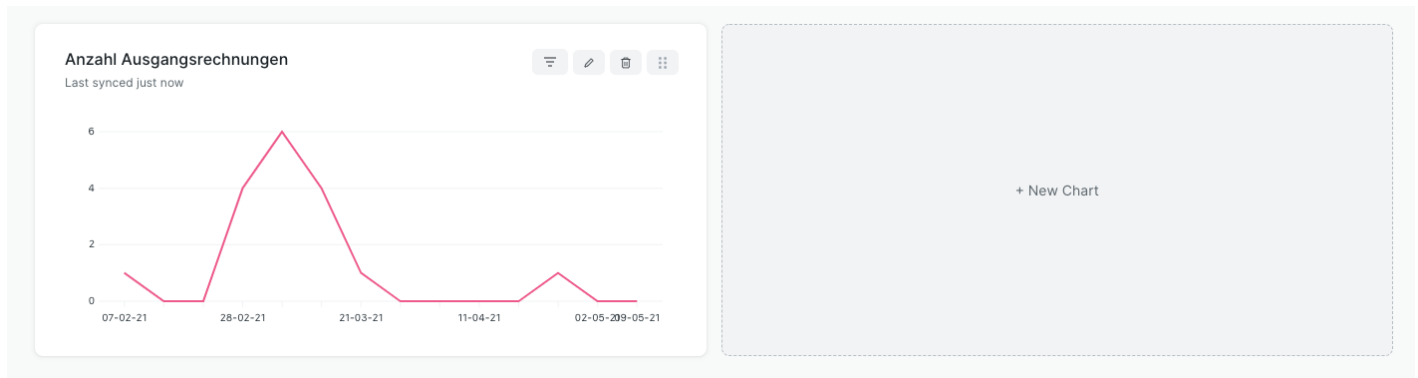 Anzahl Ausgangsrechnungen
Last synced just now
6
4
2
0
07-02-21 28-02-21 21-03-21 11-04-21 02-05-21 09-05-21
+ New Chart